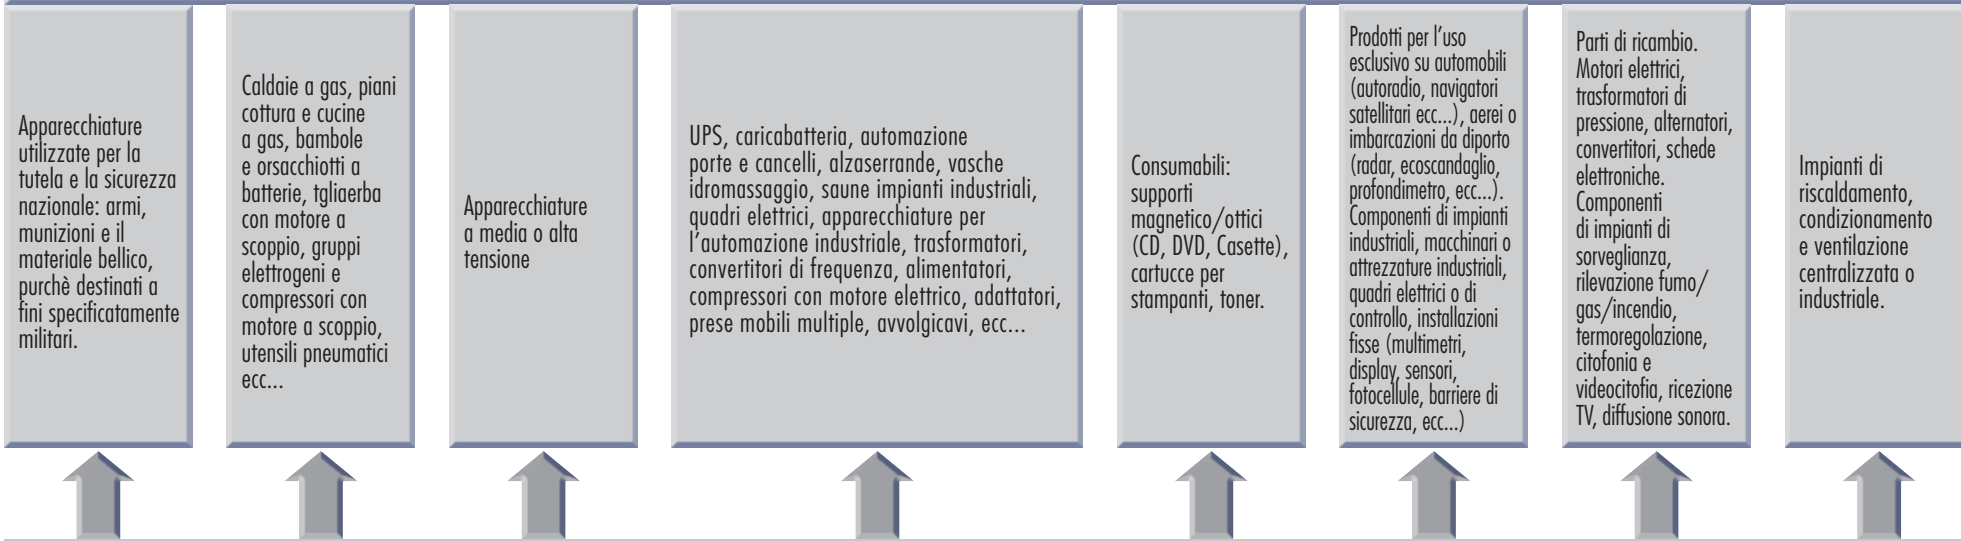 Apparecchiature
utilizzate per la
tutela e la sicurezza
nazionale: armi,
munizioni e il
materiale bellico,
purchè destinati a
fini specificatamente
militari.
Caldaie a gas, piani
cottura e cucine
a gas, bambole
e orsacchiotti a
batterie, tgliaerba
con motore a
scoppio, gruppi
elettrogeni e
compressori con
motore a scoppio,
utensili pneumatici
ecc...
Apparecchiature
a media o alta
tensione
UPS, caricabatteria, automazione
porte e cancelli, alzaserrande, vasche
idromassaggio, saune impianti industriali,
quadri elettrici, apparecchiature per
l'automazione industriale, trasformatori,
convertitori di frequenza, alimentatori,
compressori con motore elettrico, adattatori,
prese mobili multiple, avvolgicavi, ecc...
Consumabili:
supporti
magnetico/ottici
(CD, DVD, Casette),
cartucce per
stampanti, toner.
Prodotti per l'uso
esclusivo su automobili
(autoradio, navigatori
satellitari ecc...), aerei o
imbarcazioni da diporto
(radar, ecoscandaglio,
profondimetro, ecc...).
Componenti di impianti
industriali, macchinari o
attrezzature industriali,
quadri elettrici o di
controllo, installazioni
fisse (multimetri,
display, sensori,
fotocellule, barriere di
sicurezza, ecc...)
Parti di ricambio.
Motori elettrici,
trasformatori di
pressione, alternatori,
convertitori, schede
elettroniche.
Componenti
di impianti di
sorveglianza,
rilevazione fumo/
gas/incendio,
termoregolazione,
citofonia e
videocitofia, ricezione
TV, diffusione sonora.
Impianti di
riscaldamento,
condizionamento
e ventilazione
centralizzata o
industriale.